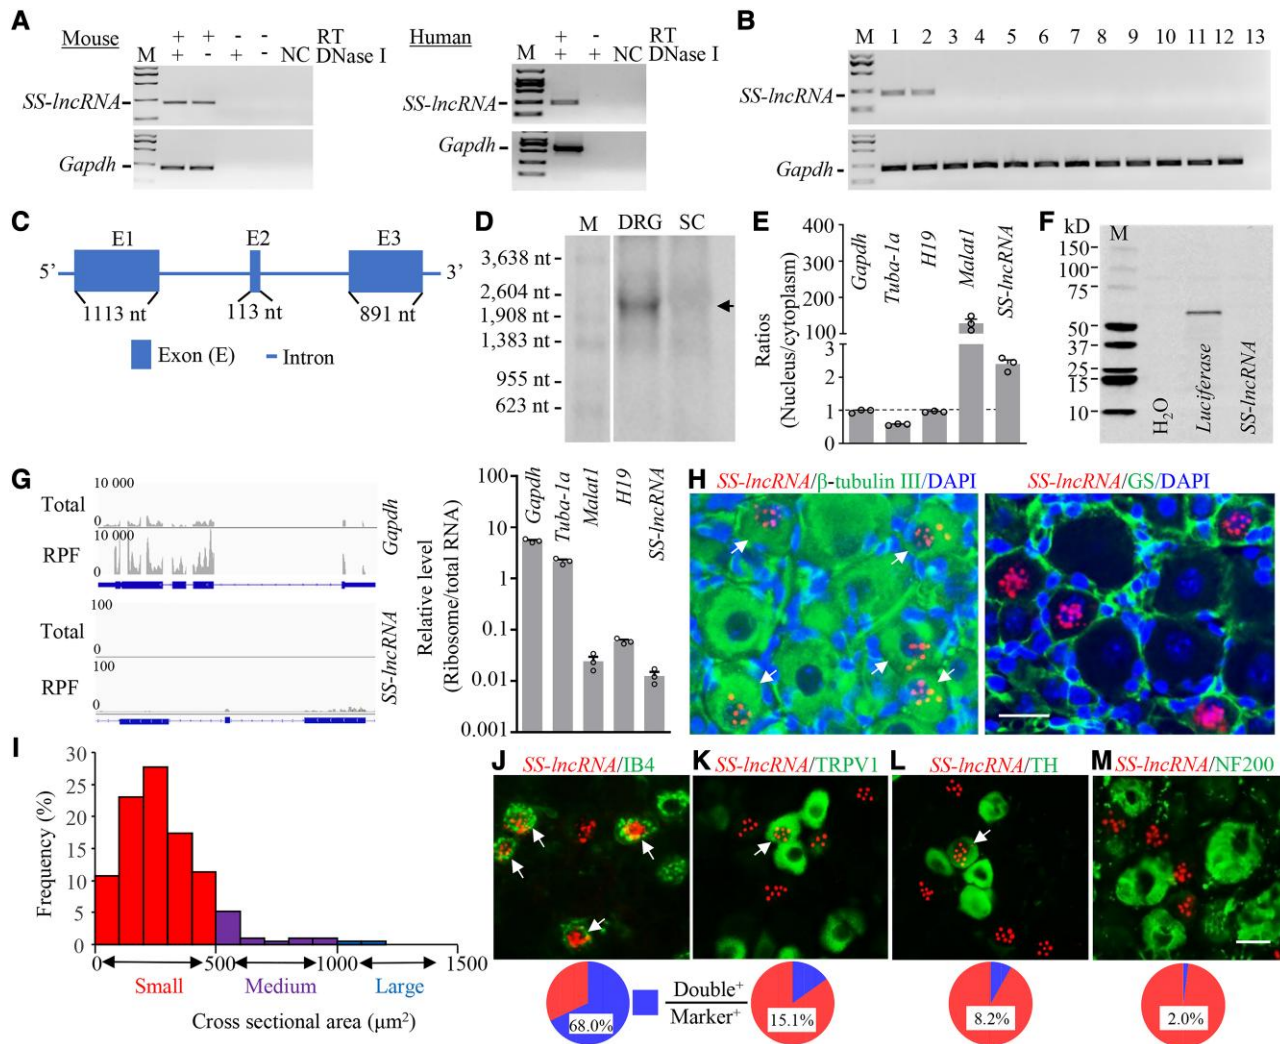 A
Mouse + + - - RT
M + - + - NC DNase I
SS-lncRNA
Gapdh
Human + - RT
M + + NC DNase I
SS-lncRNA
Gapdh
B
M 1 2 3 4 5 6 7 8 9 10 11 12 13
SS-lncRNA
Gapdh
C
E1 E2 E3
5’ 3’
1113 nt 113 nt 891 nt
Exon (E) Intron
D
M DRG SC
3,638 nt
2,604 nt
1,908 nt
1,383 nt
955 nt
623 nt
E
Ratios
(Nucleus/cytoplasm)
400
300
200
100
3
2
1
0
Gapdh
Tuba-1a
H19
Malat1
SS-lncRNA
F
kD M
150
100
75
50
37
25
15
10
H2O
Luciferase
SS-lncRNA
G
10 000
Total
0
10 000
RPF
0
Gapdh
100
Total
0
100
RPF
0
SS-lncRNA
Relative level
(Ribosome/total RNA)
100
10
1
0.1
0.01
0.001
Gapdh
Tuba-1a
Malat1
H19
SS-lncRNA
H
SS-lncRNA/β-tubulin III/DAPI
SS-lncRNA/GS/DAPI
I
Frequency (%)
30
25
20
15
10
5
0
0 500 1000 1500
Small Medium Large
Cross sectional area (μm²)
J SS-lncRNA/IB4
68.0%
Double+
Marker+
K SS-lncRNA/TRPV1
15.1%
L SS-lncRNA/TH
8.2%
M SS-lncRNA/NF200
2.0%